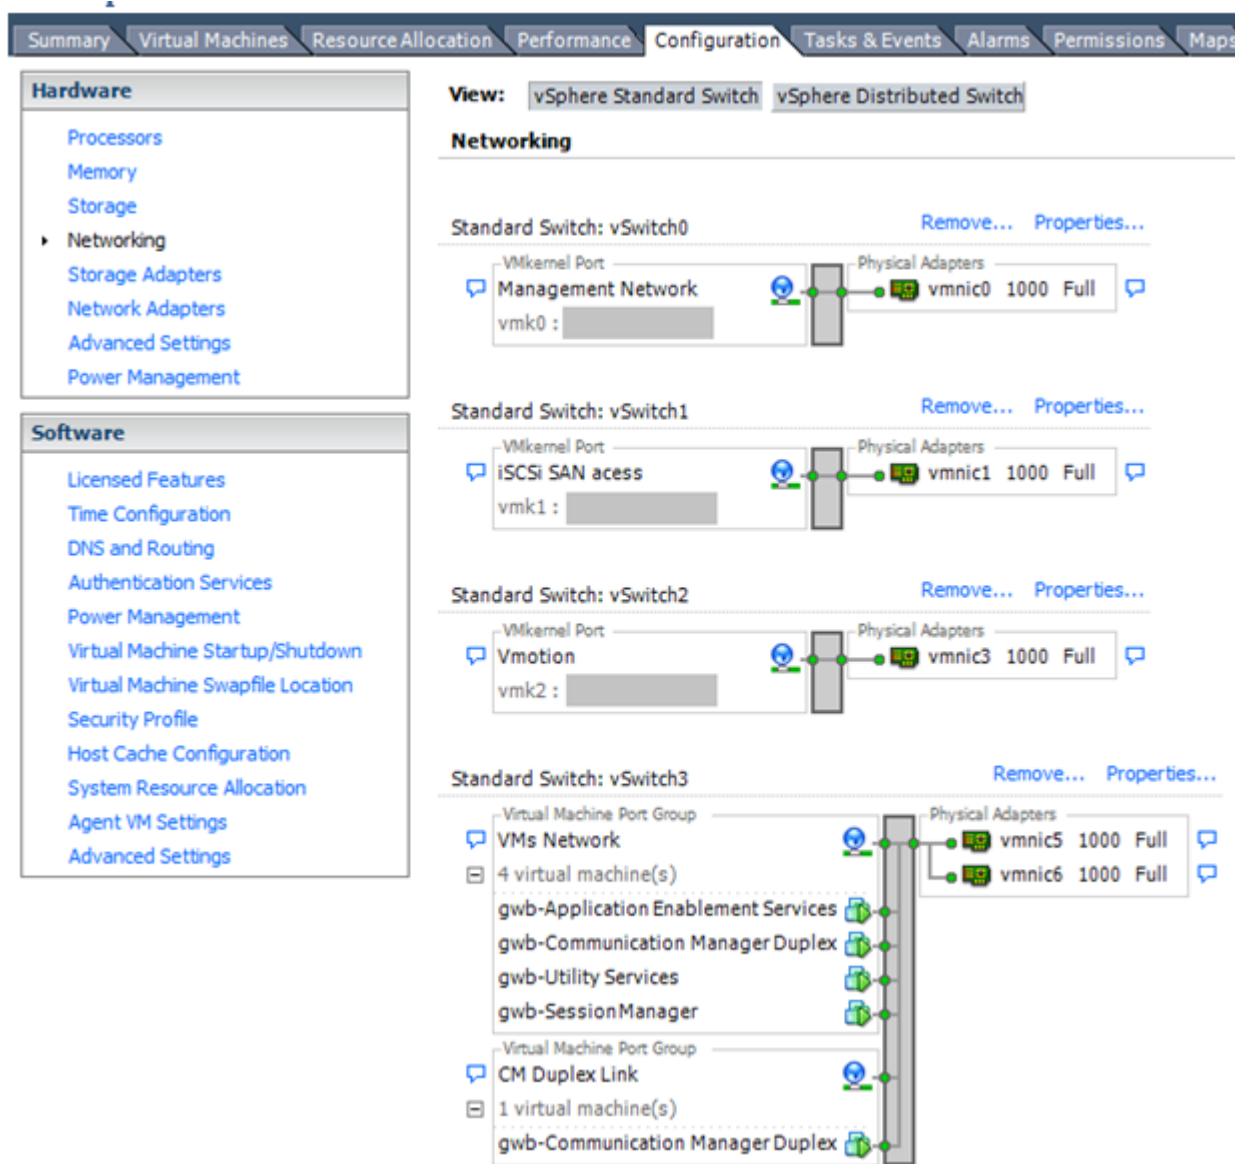 Summary Virtual Machines Resource Allocation Performance Configuration Tasks & Events Alarms Permissions Maps
Hardware
Processors
Memory
Storage
Networking
Storage Adapters
Network Adapters
Advanced Settings
Power Management
Software
Licensed Features
Time Configuration
DNS and Routing
Authentication Services
Power Management
Virtual Machine Startup/Shutdown
Virtual Machine Swapfile Location
Security Profile
Host Cache Configuration
System Resource Allocation
Agent VM Settings
Advanced Settings
View: vSphere Standard Switch vSphere Distributed Switch
Networking
Standard Switch: vSwitch0 Remove... Properties...
VMkernel Port Physical Adapters
Management Network vmnic0 1000 Full
vmk0 :
Standard Switch: vSwitch1 Remove... Properties...
VMkernel Port Physical Adapters
iSCSi SAN acess vmnic1 1000 Full
vmk1 :
Standard Switch: vSwitch2 Remove... Properties...
VMkernel Port Physical Adapters
Vmotion vmnic3 1000 Full
vmk2 :
Standard Switch: vSwitch3 Remove... Properties...
Virtual Machine Port Group Physical Adapters
VMs Network vmnic5 1000 Full
4 virtual machine(s) vmnic6 1000 Full
gwb-Application Enablement Services
gwb-Communication Manager Duplex
gwb-Utility Services
gwb-SessionManager
Virtual Machine Port Group
CM Duplex Link
1 virtual machine(s)
gwb-Communication Manager Duplex